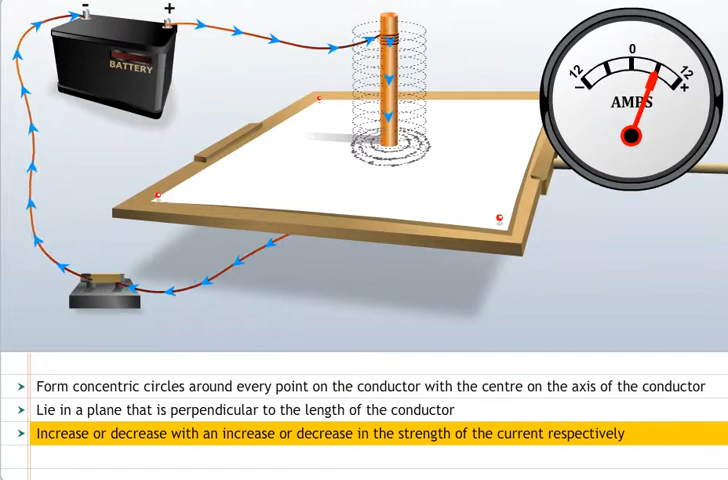 - +
BATTERY
0
12 12
- +
AMPS
Form concentric circles around every point on the conductor with the centre on the axis of the conductor
Lie in a plane that is perpendicular to the length of the conductor
Increase or decrease with an increase or decrease in the strength of the current respectively